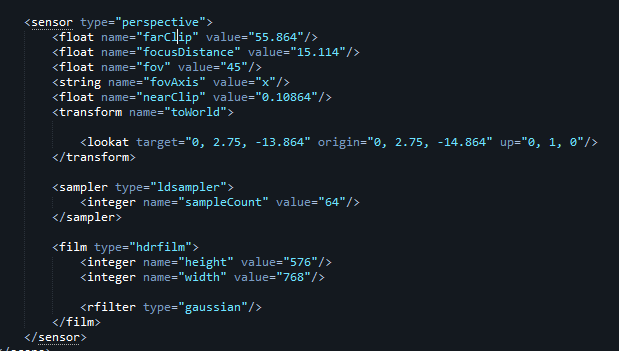 <sensor type="perspective">
<float name="farClip" value="55.864"/>
<float name="focusDistance" value="15.114"/>
<float name="fov" value="45"/>
<string name="fovAxis" value="x"/>
<float name="nearClip" value="0.10864"/>
<transform name="toWorld">
<lookat target="0, 2.75, -13.864" origin="0, 2.75, -14.864" up="0, 1, 0"/>
</transform>
<sampler type="ldsampler">
<integer name="sampleCount" value="64"/>
</sampler>
<film type="hdrfilm">
<integer name="height" value="576"/>
<integer name="width" value="768"/>
<rfilter type="gaussian"/>
</film>
</sensor>